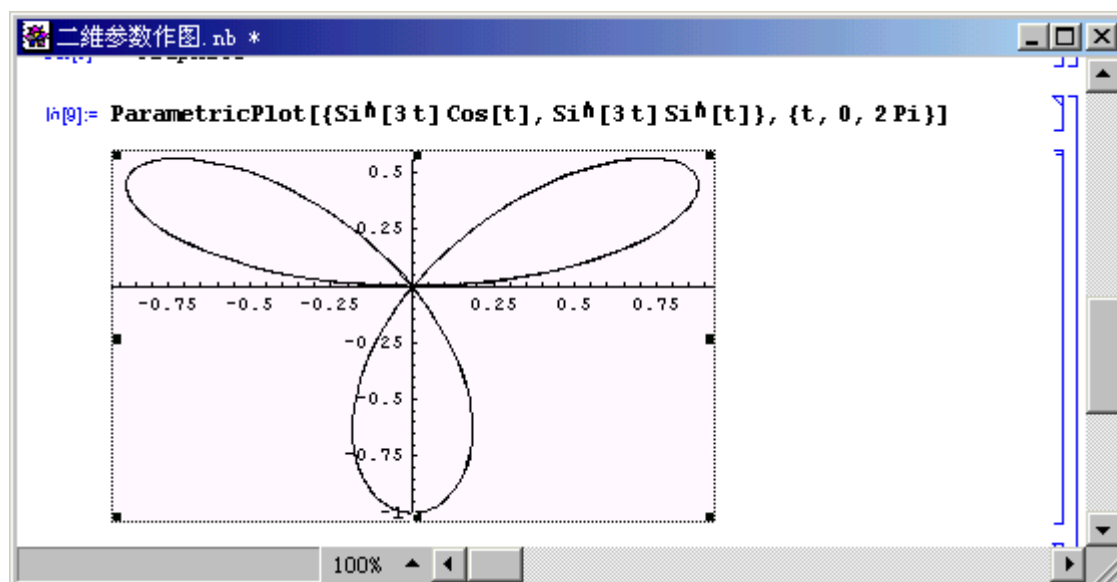 二維参数作图.nb *
In[9]:= ParametricPlot[{Sin[3 t] Cos[t], Sin[3 t] Sin[t]}, {t, 0, 2 Pi}]
0.5
0.25
-0.75 -0.5 -0.25 0.25 0.5 0.75
-0.25
-0.5
-0.75
-1
100%